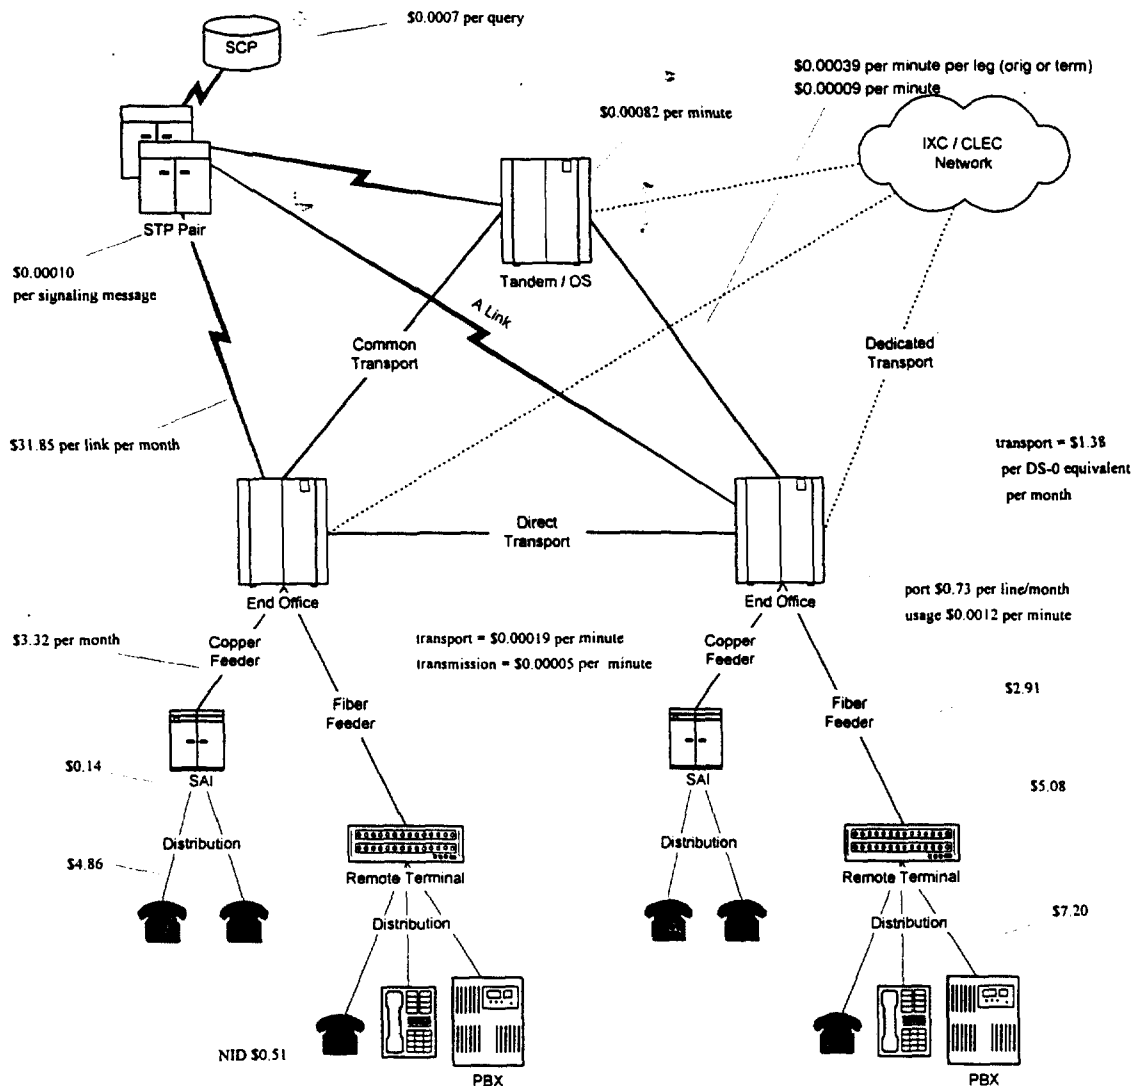 $0.0007 per query
SCP
$0.00039 per minute per leg (orig or term)
$0.00009 per minute
$0.00082 per minute
IXC / CLEC
Network
STP Pair
Tandem / OS
$0.00010
per signaling message
A Link
Common
Transport
Dedicated
Transport
$31.85 per link per month
transport = $1.38
per DS-0 equivalent
per month
Direct
Transport
End Office
End Office
port $0.73 per line/month
usage $0.0012 per minute
$3.32 per month
Copper
Feeder
transport = $0.00019 per minute
transmission = $0.00005 per minute
Copper
Feeder
$2.91
Fiber
Feeder
Fiber
Feeder
SAI
SAI
$0.14
$5.08
Distribution
Distribution
$4.86
Remote Terminal
Remote Terminal
$7.20
Distribution
Distribution
NID $0.51
PBX
PBX